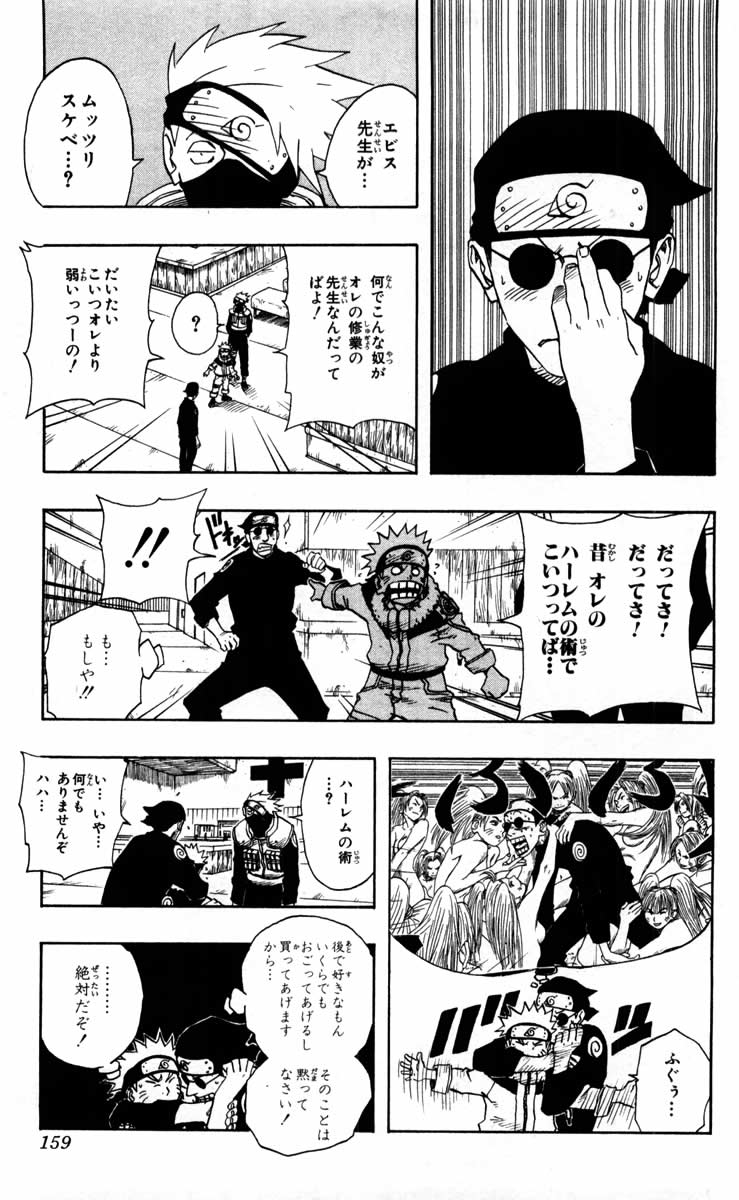 エビス
先生が…
ムッツリ
スケベ…？
何でこんな奴が
オレの修業の
先生なんだって
ばよ！
？
だいたい
こいつオレより
弱いっつーの！
だってさ！
だってさ！
昔 オレの
ハーレムの術で
こいつってば…
ドキッ
!!
も…
もしや!!
ハーレムの術
…？
い…いや…
何でも
ありませんぞ
ハハ…
ふぐぅ…
後で好きなもん
いくらでも
おごってあげるし
買ってあげます
から…
そのことは
黙って
なさい！
………
絶対だぞ！
159